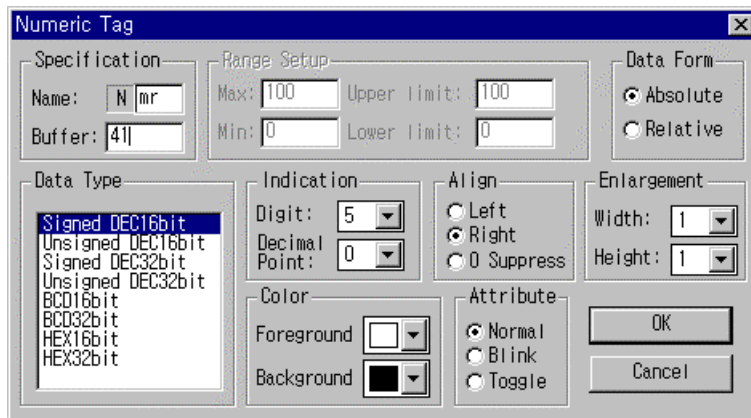 Numeric Tag
Specification
Name: N mr
Buffer: 41
Range Setup
Max: 100 Upper limit: 100
Min: 0 Lower limit: 0
Data Form
Absolute
Relative
Data Type
Signed DEC16bit
Unsigned DEC16bit
Signed DEC32bit
Unsigned DEC32bit
BCD16bit
BCD32bit
HEX16bit
HEX32bit
Indication
Digit: 5
Decimal
Point: 0
Align
Left
Right
0 Suppress
Enlargement
Width: 1
Height: 1
Color
Foreground
Background
Attribute
Normal
Blink
Toggle
OK
Cancel